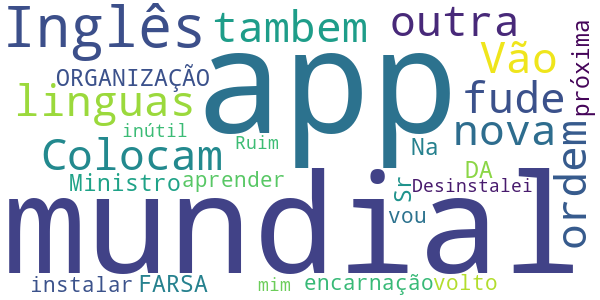 Inglês tambem outra próxima
ORGANIZAÇÃO app Vão
linguas fude
inútil Ruim Na nova ordem
Colocam
Ministro aprender DA
Sr Desinstalei
mundial vou
instalar FARSA mim encarnação volto